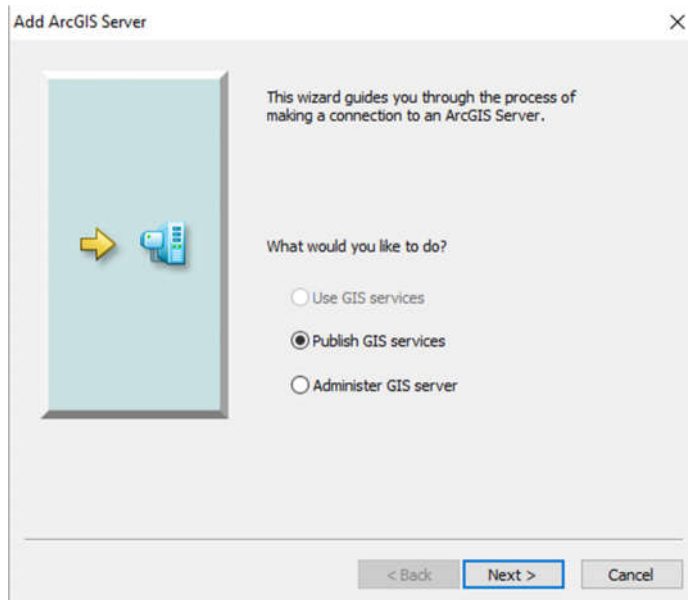 Add ArcGIS Server
This wizard guides you through the process of
making a connection to an ArcGIS Server.
What would you like to do?
Use GIS services
Publish GIS services
Administer GIS server
< Back
Next >
Cancel